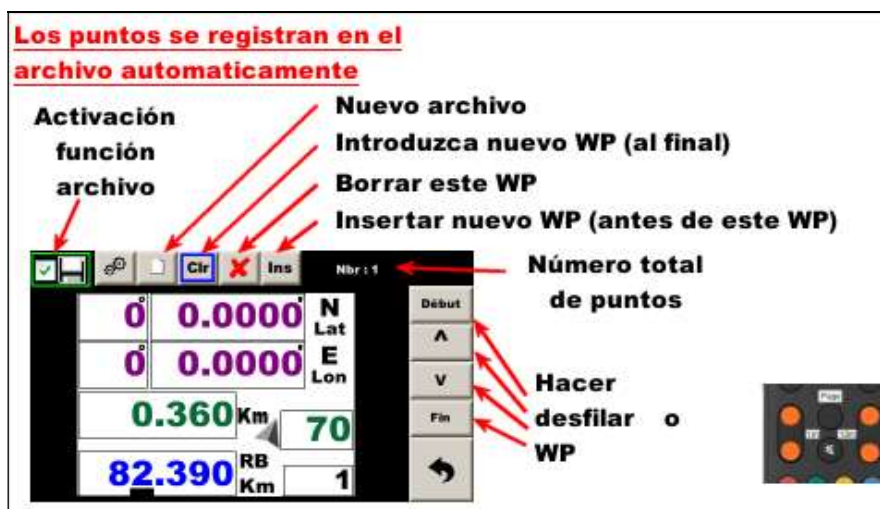 Los puntos se registran en el
archivo automaticamente
Activación
función
archivo
Nuevo archivo
Introduzca nuevo WP (al final)
Borrar este WP
Insertar nuevo WP (antes de este WP)
Clr
Ins
Nbr : 1
Número total
de puntos
0° 0.0000' N
Lat
0° 0.0000' E
Lon
0.360 Km
70
82.390 RB
Km
1
Début
^
v
Fin
Hacer
desfilar o
WP